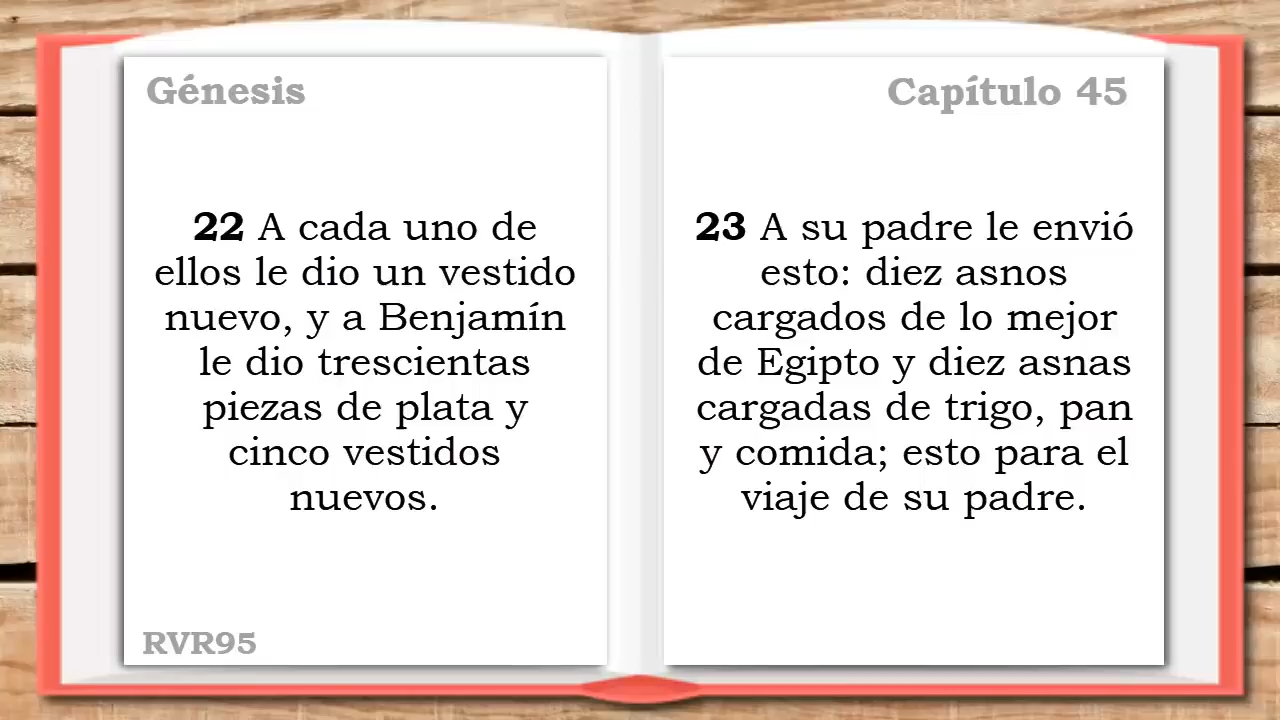 Génesis
22 A cada uno de
ellos le dio un vestido
nuevo, y a Benjamín
le dio trescientas
piezas de plata y
cinco vestidos
nuevos.
RVR95
Capítulo 45
23 A su padre le envió
esto: diez asnos
cargados de lo mejor
de Egipto y diez asnas
cargadas de trigo, pan
y comida; esto para el
viaje de su padre.